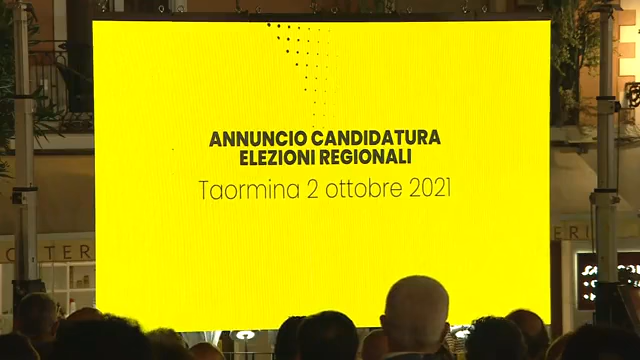 ANNUNCIO CANDIDATURA
ELEZIONI REGIONALI
Taormina 2 ottobre 2021